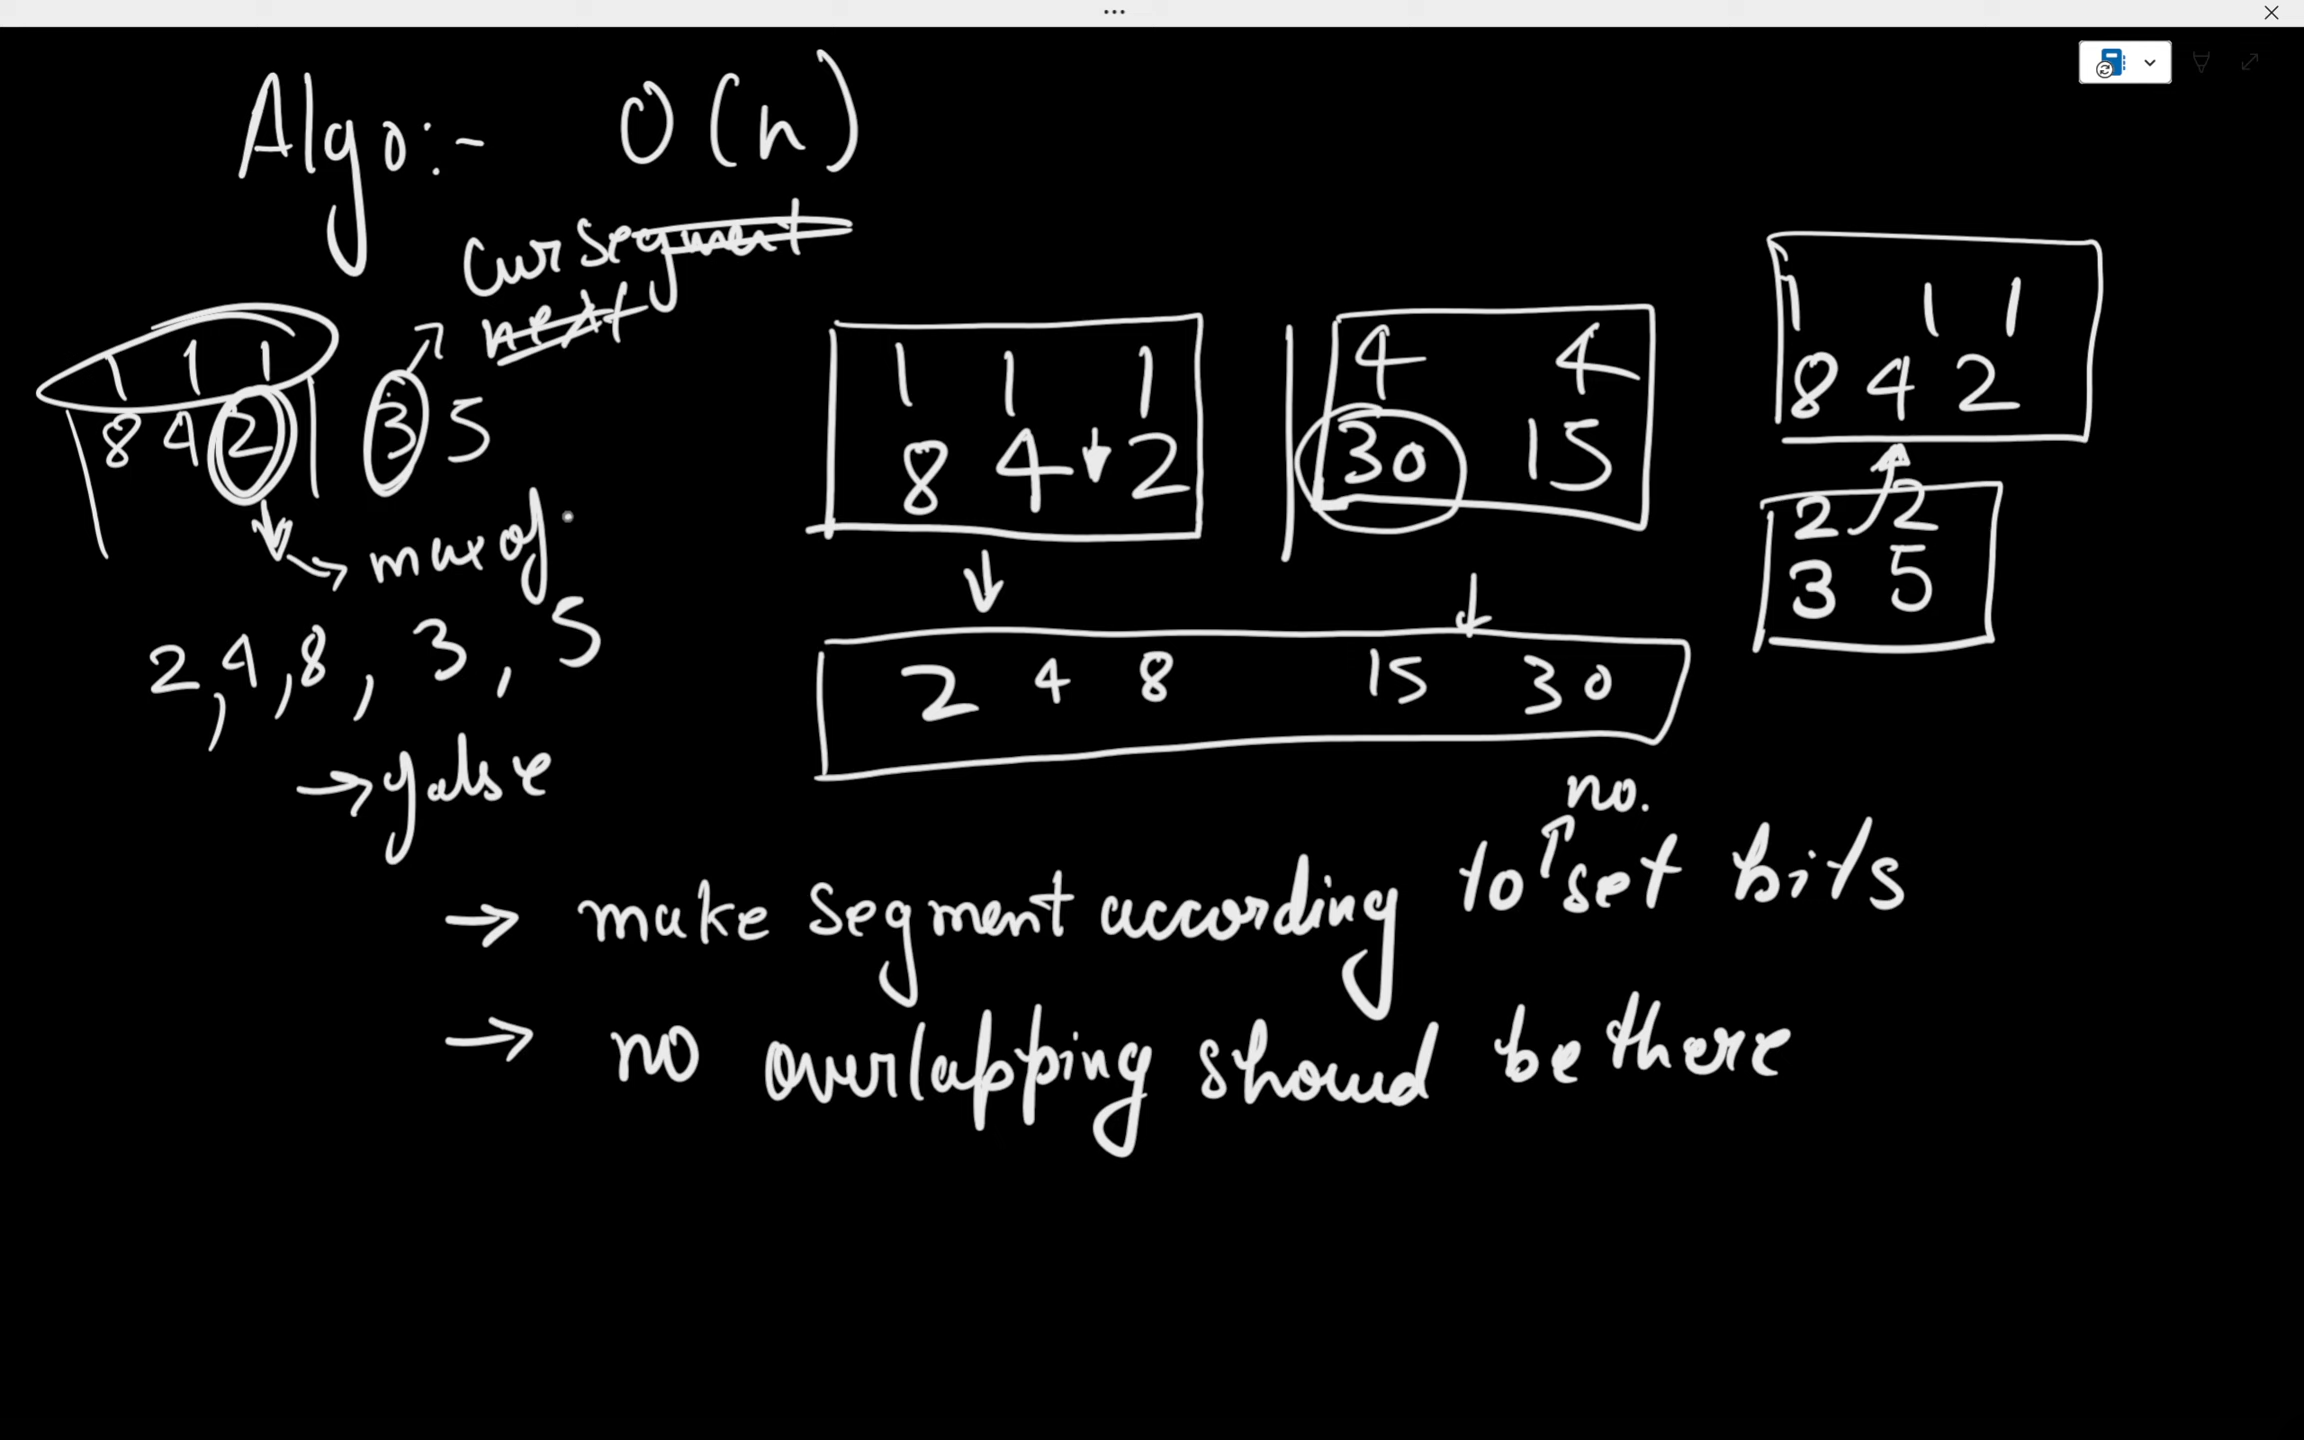 Algo:- O(n)
cur segment
next
1 1 1
8 4 2 3 5
max of
2, 4, 8, 3, 5
→ false
1 1 1
8 4 2
4 4
30 15
1 1 1
8 4 2
2 2
3 5
2 4 8 15 30
no.
→ make segment according to set bits
→ no overlapping should be there